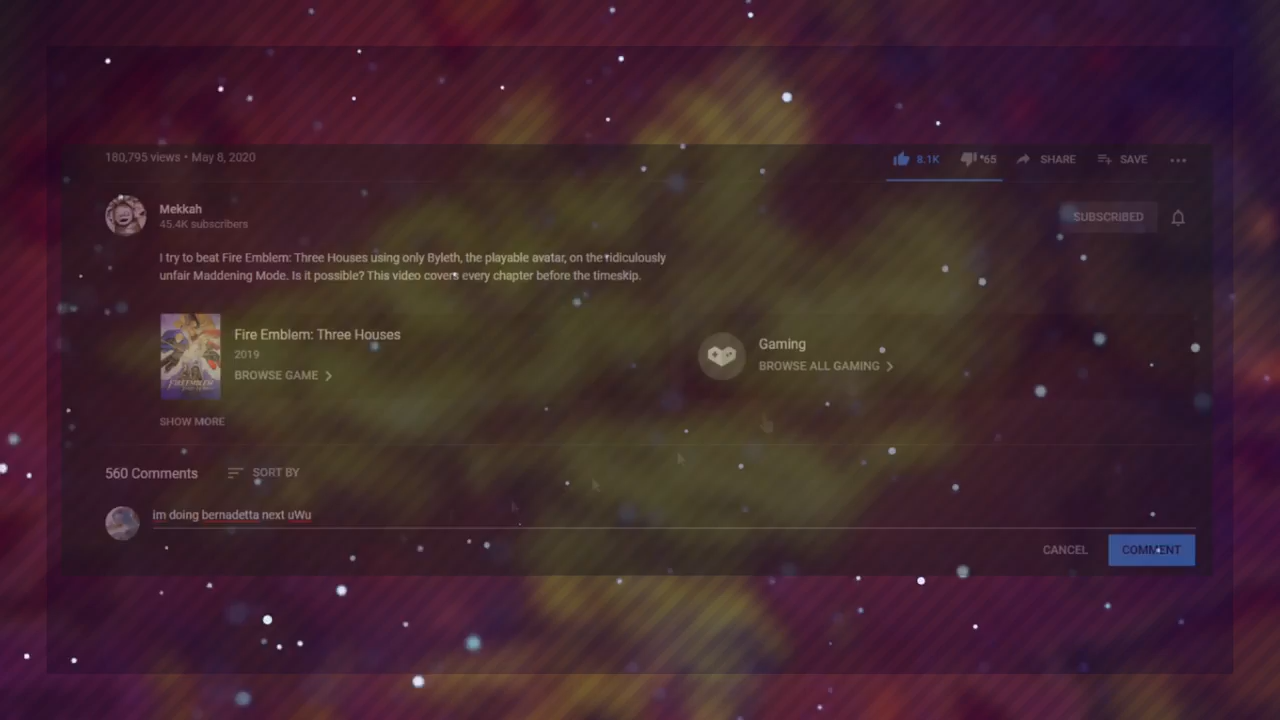 180,795 views • May 8, 2020
8.1K
65
SHARE
SAVE
Mekkah
45.4K subscribers
SUBSCRIBED
I try to beat Fire Emblem: Three Houses using only Byleth, the playable avatar, on the ridiculously
unfair Maddening Mode. Is it possible? This video covers every chapter before the timeskip.
Fire Emblem: Three Houses
2019
BROWSE GAME
Gaming
BROWSE ALL GAMING
FIRE EMBLEM
SHOW MORE
560 Comments
SORT BY
im doing bernadetta next uWu
CANCEL
COMMENT